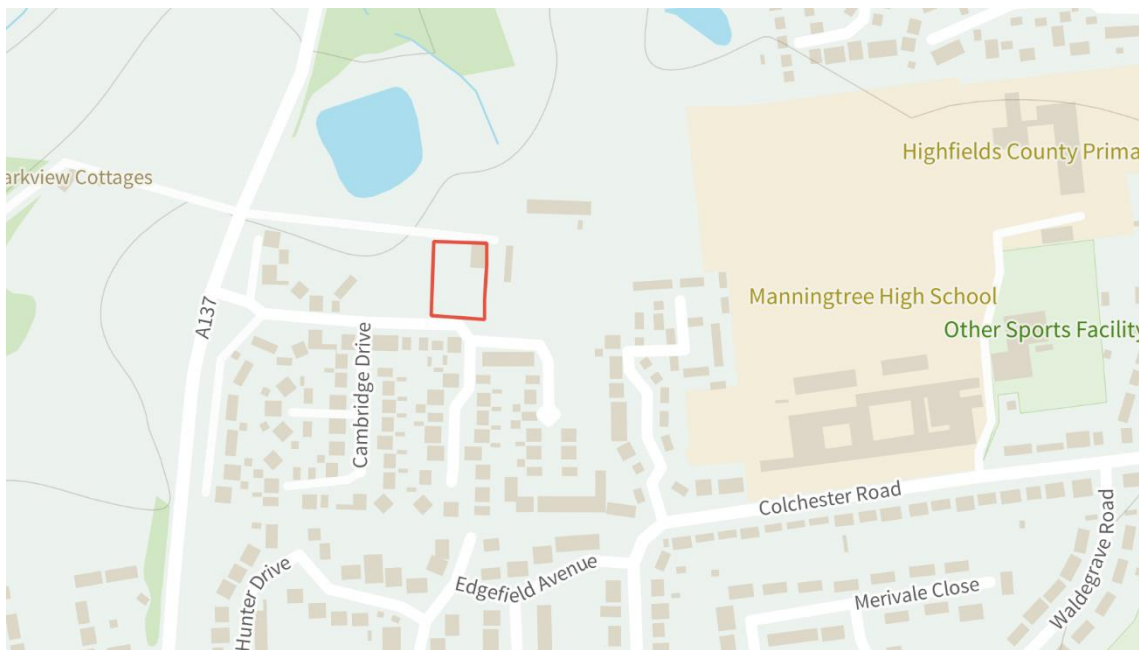 Highfields County Prima
arkview Cottages
Manningtree High School
A137
Other Sports Facility
Cambridge Drive
Colchester Road
Hunter Drive
Edgefield Avenue
Merivale Close
Waldegrave Road